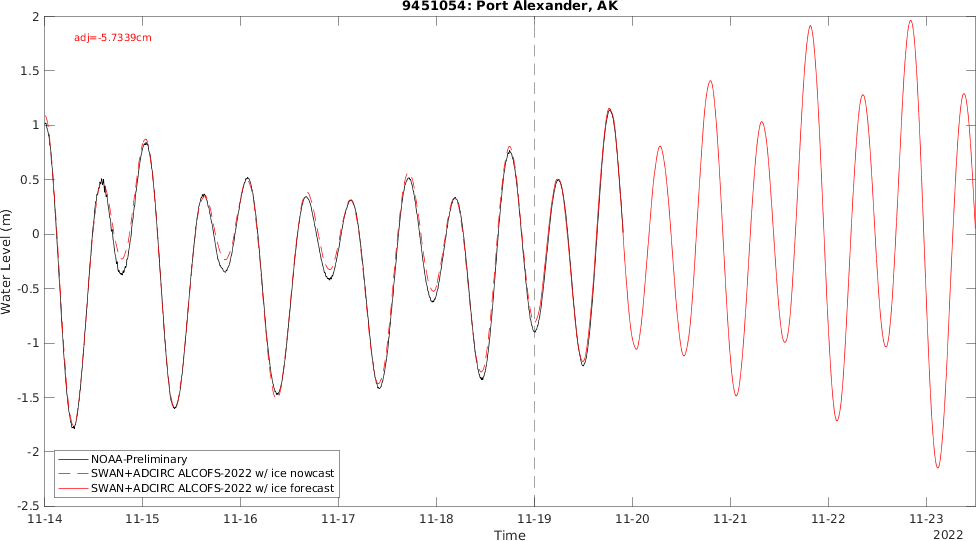 9451054: Port Alexander, AK
adj=-5.7339cm
2
1.5
1
0.5
0
-0.5
-1
-1.5
-2
-2.5
Water Level (m)
NOAA-Preliminary
SWAN+ADCIRC ALCOFS-2022 w/ ice nowcast
SWAN+ADCIRC ALCOFS-2022 w/ ice forecast
11-14 11-15 11-16 11-17 11-18 11-19 11-20 11-21 11-22 11-23
Time
2022